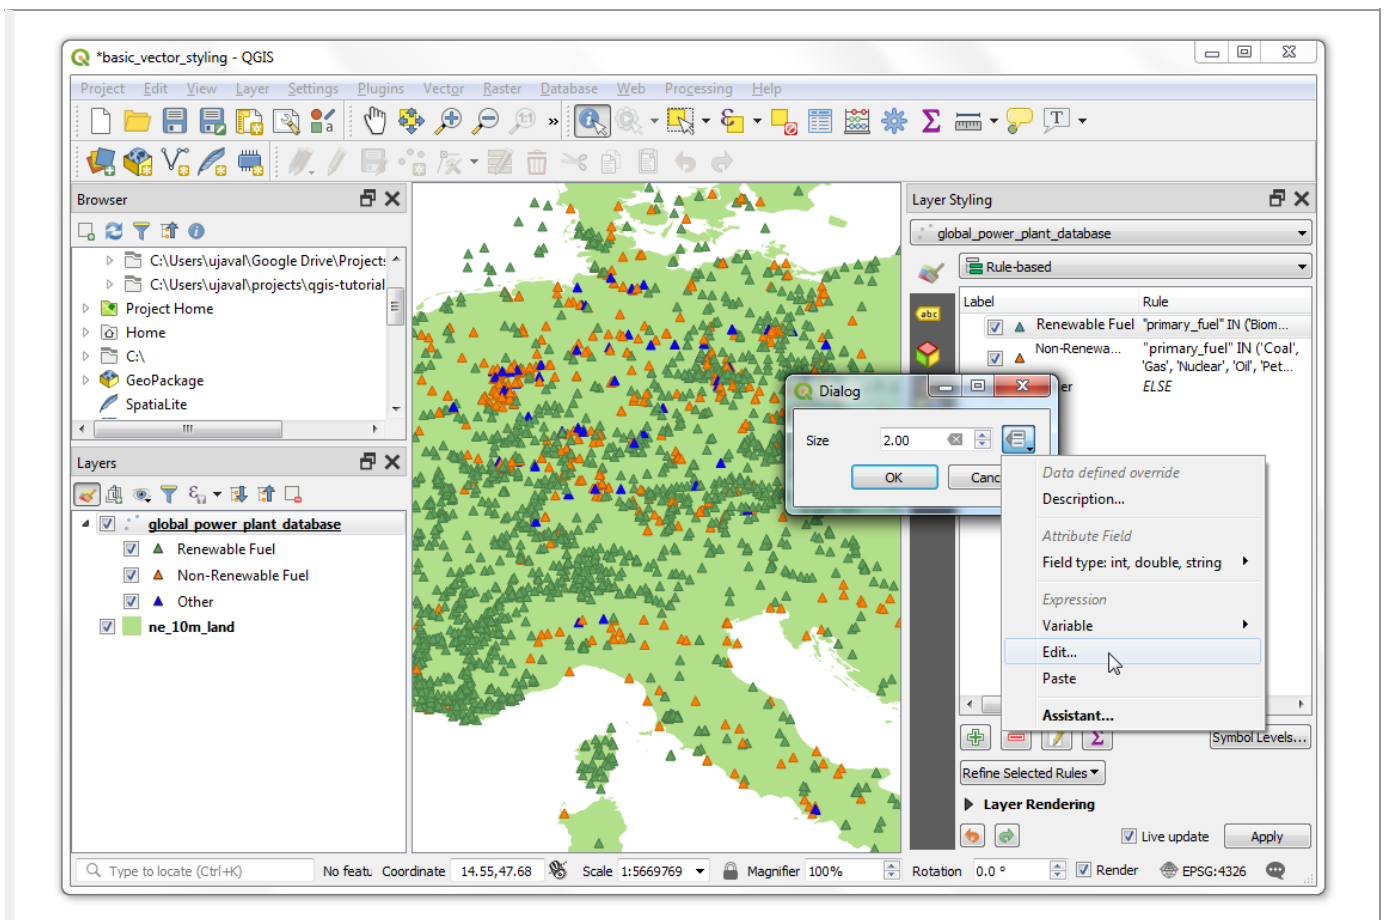 *basic_vector_styling - QGIS
Project Edit View Layer Settings Plugins Vector Raster Database Web Processing Help
Browser
C:\Users\ujaval\Google Drive\Project:
C:\Users\ujaval\projects\qgis-tutorial
Project Home
Home
C:\
GeoPackage
SpatiaLite
Layers
global_power_plant_database
Renewable Fuel
Non-Renewable Fuel
Other
ne_10m_land
Layer Styling
global_power_plant_database
Rule-based
abc
Label Rule
Renewable Fuel "primary_fuel" IN ('Biom...
Non-Renewa... "primary_fuel" IN ('Coal',
'Gas', 'Nuclear', 'Oil', 'Pet...
er ELSE
Dialog
Size 2.00
OK Canc
Data defined override
Description...
Attribute Field
Field type: int, double, string
Expression
Variable
Edit...
Paste
Assistant...
Symbol Levels...
Refine Selected Rules
Layer Rendering
Live update Apply
Type to locate (Ctrl+K) No featu Coordinate 14.55,47.68 Scale 1:5669769 Magnifier 100% Rotation 0.0 ° Render EPSG:4326